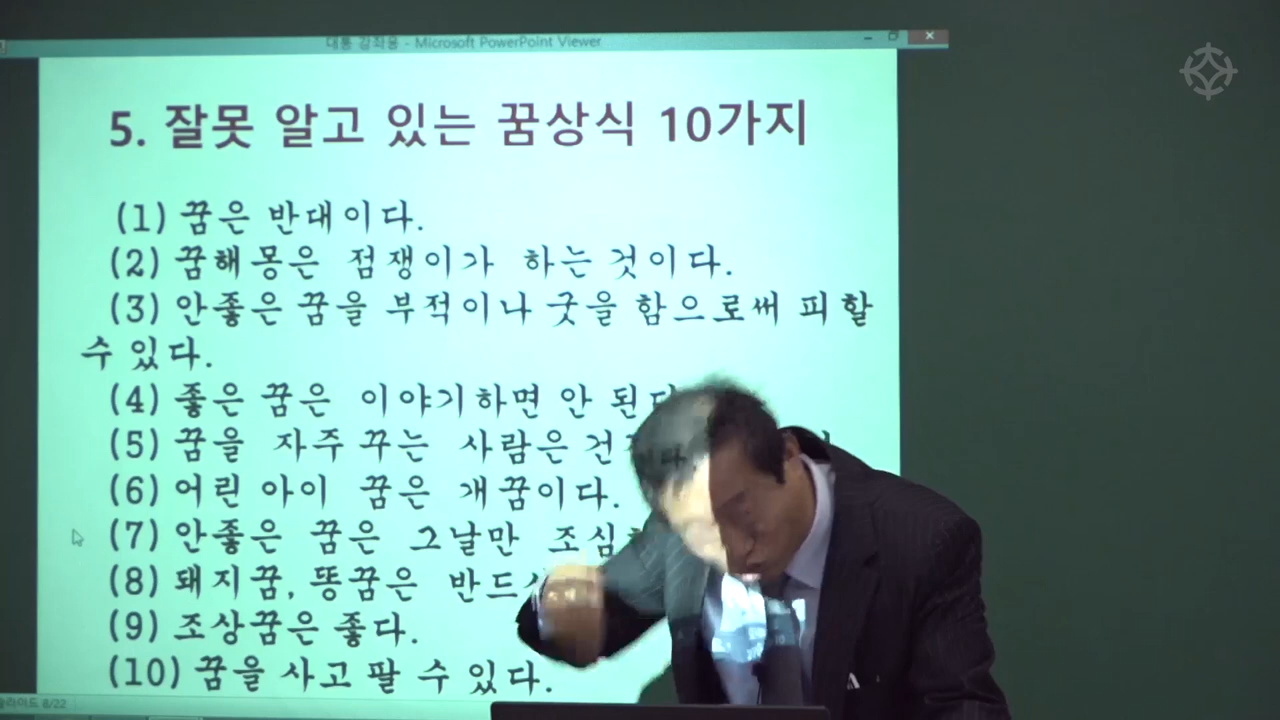 대통 강좌용 - Microsoft PowerPoint Viewer
5. 잘못 알고 있는 꿈상식 10가지
(1) 꿈은 반대이다.
(2) 꿈해몽은 점쟁이가 하는 것이다.
(3) 안좋은 꿈을 부적이나 굿을 함으로써 피할
수 있다.
(4) 좋은 꿈은 이야기하면 안 된다
(5) 꿈을 자주 꾸는 사람은
(6) 어린 아이 꿈은 개꿈이다.
(7) 안좋은 꿈은 그날만
(8) 돼지꿈, 똥꿈은
(9) 조상꿈은 좋다.
(10) 꿈을 사고 팔 수 있다.
슬라이드 8/22